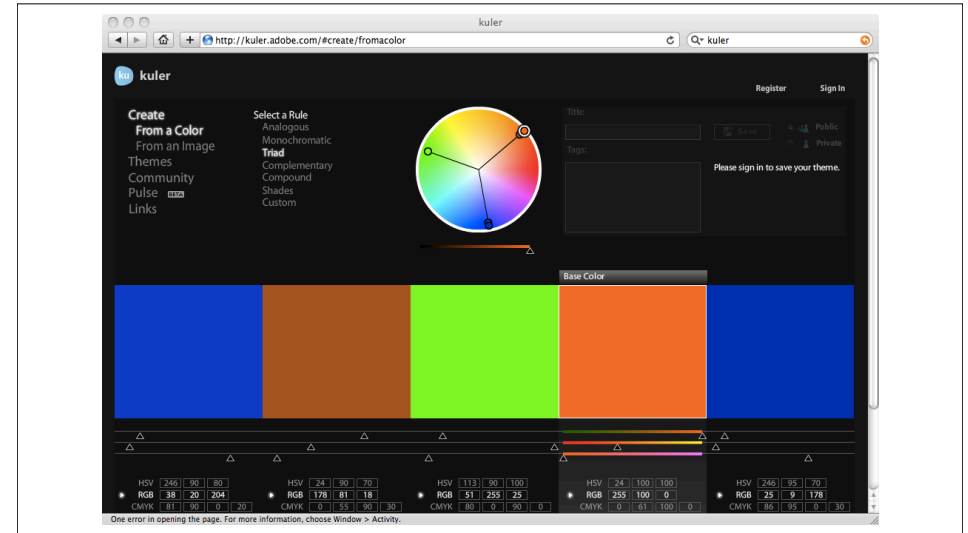 kuler
http://kuler.adobe.com/#create/fromacolor
kuler
ku kuler
Register Sign In
Create
From a Color
From an Image
Themes
Community
Pulse BETA
Links
Select a Rule
Analogous
Monochromatic
Triad
Complementary
Compound
Shades
Custom
Title:
Tags:
Save
Public
Private
Please sign in to save your theme.
Base Color
HSV 246 90 80
RGB 38 20 204
CMYK 81 90 0 20
HSV 24 90 70
RGB 178 81 18
CMYK 0 55 90 30
HSV 113 90 100
RGB 51 255 25
CMYK 80 0 90 0
HSV 24 100 100
RGB 255 100 0
CMYK 0 61 100 0
HSV 246 95 70
RGB 25 9 178
CMYK 86 95 0 30
One error in opening the page. For more information, choose Window > Activity.